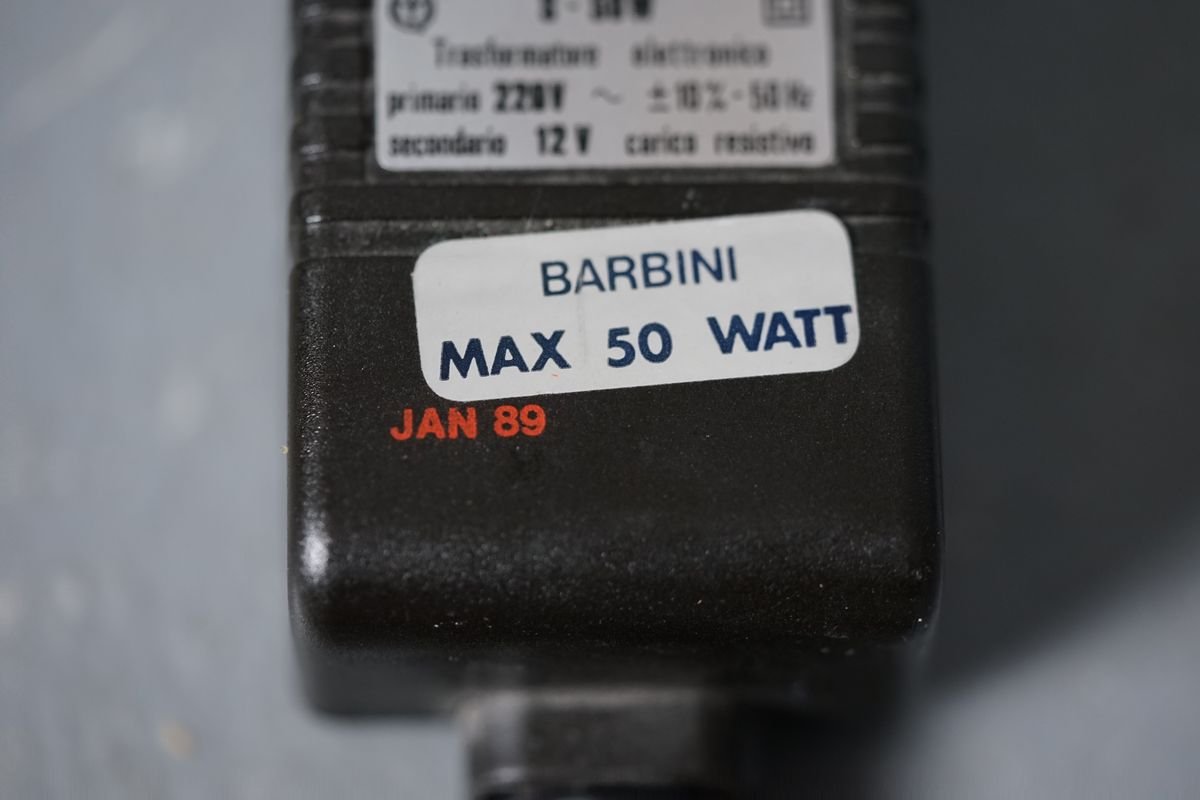 Trasformatore elettronico
primario 220V ~ ±10% - 50Hz
secondario 12V carico resistivo
BARBINI
MAX 50 WATT
JAN 89